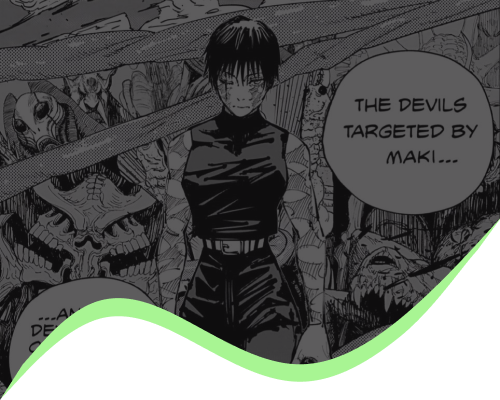 THE DEVILS
TARGETED BY
MAKI...
...AN
DE